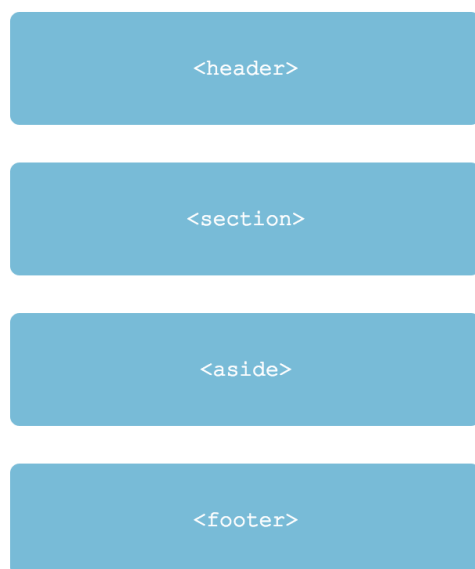 <header>
<section>
<aside>
<footer>